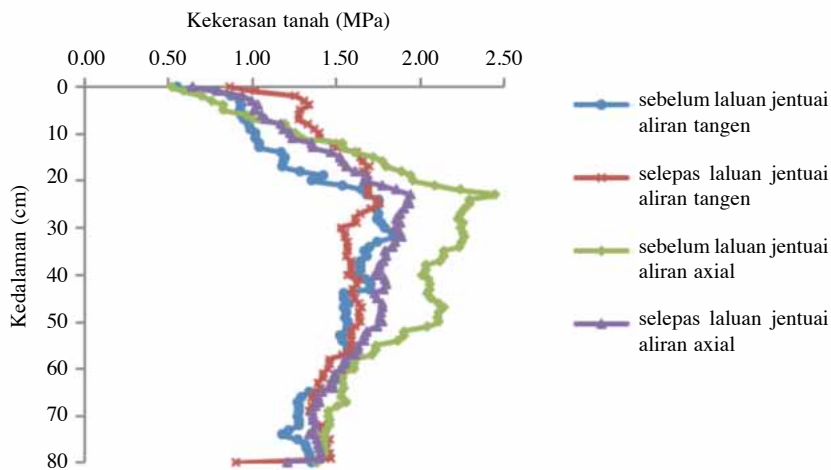 Kekerasan tanah (MPa)
0.00 0.50 1.00 1.50 2.00 2.50
Kedalaman (cm)
0
10
20
30
40
50
60
70
80
sebelum laluan jentuai
aliran tangen
selepas laluan jentuai
aliran tangen
sebelum laluan jentuai
aliran axial
selepas laluan jentuai
aliran axial